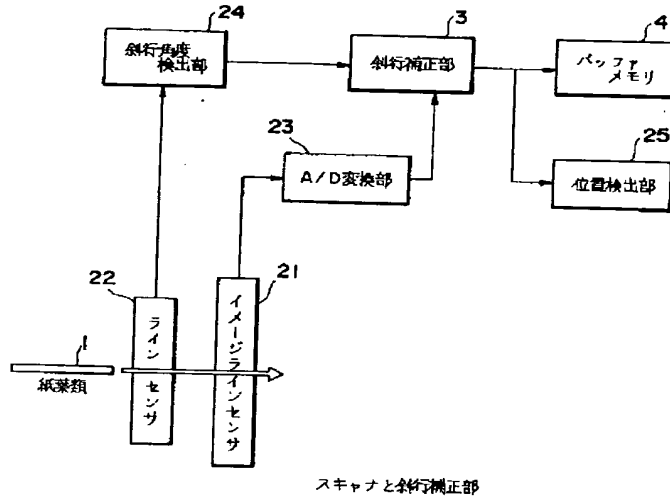 24
斜行角度
検出部
3
斜行補正部
4
バッファ
メモリ
23
A/D変換部
25
位置検出部
22
ラインセンサ
21
イメージラインセンサ
1
紙葉類
スキャナと斜行補正部